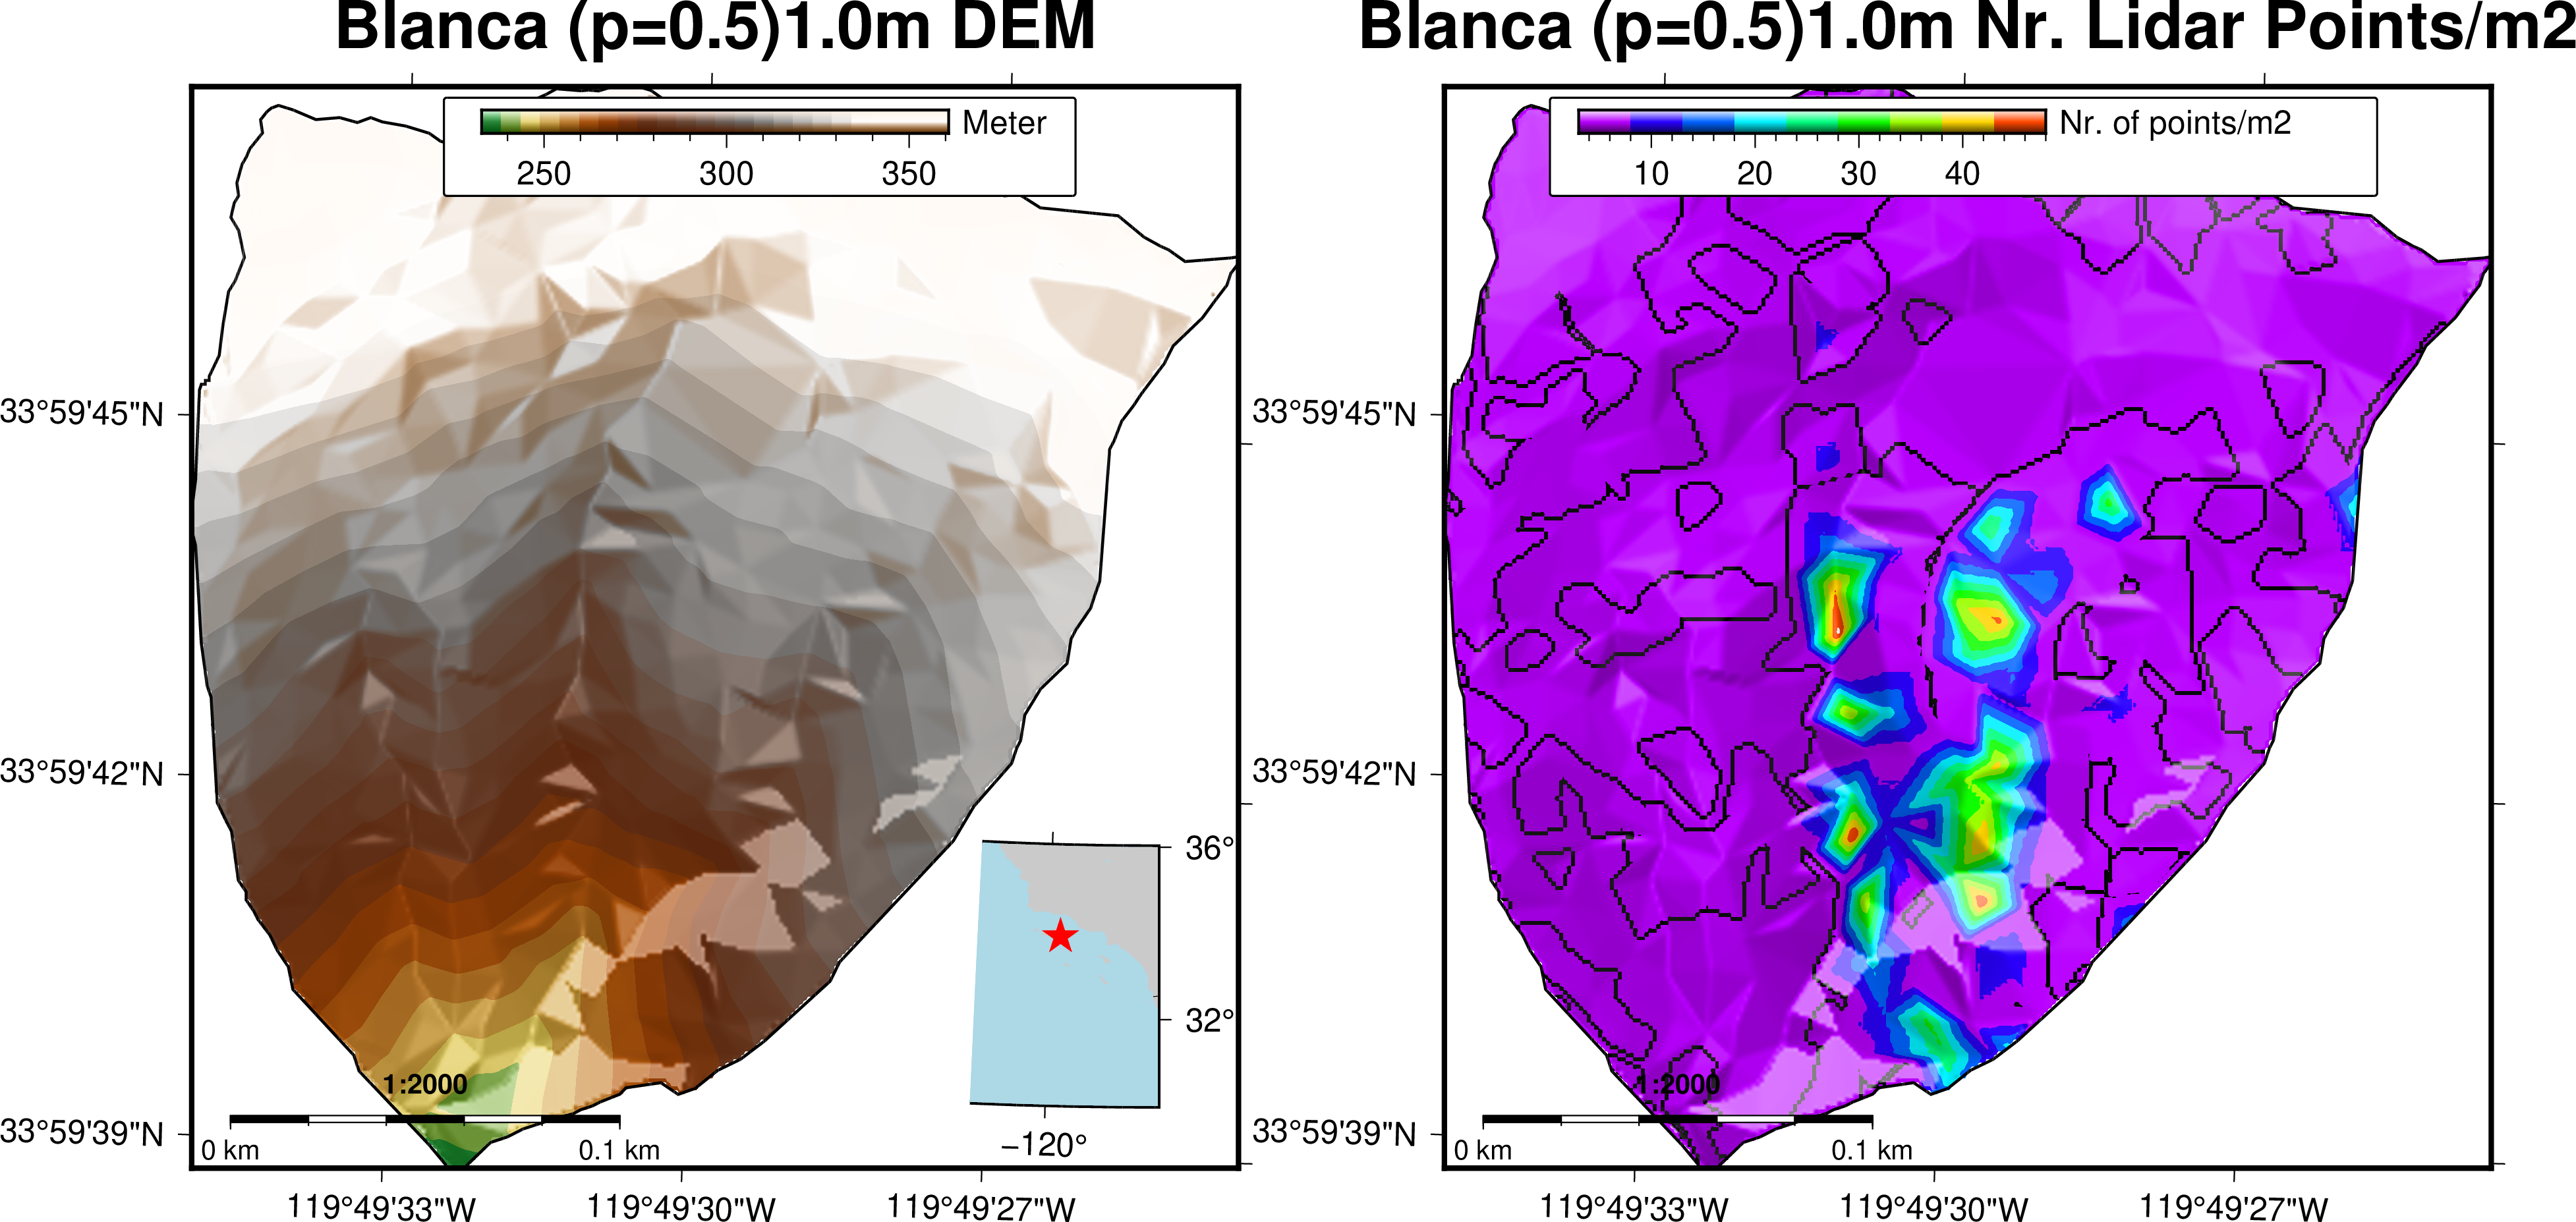 Blanca (p=0.5)1.0m DEM
Meter
250 300 350
33°59'45"N
33°59'42"N
33°59'39"N
1:2000
0 km 0.1 km
36°
32°
−120°
119°49'33"W 119°49'30"W 119°49'27"W
Blanca (p=0.5)1.0m Nr. Lidar Points/m2
Nr. of points/m2
10 20 30 40
33°59'45"N
33°59'42"N
33°59'39"N
1:2000
0 km 0.1 km
119°49'33"W 119°49'30"W 119°49'27"W